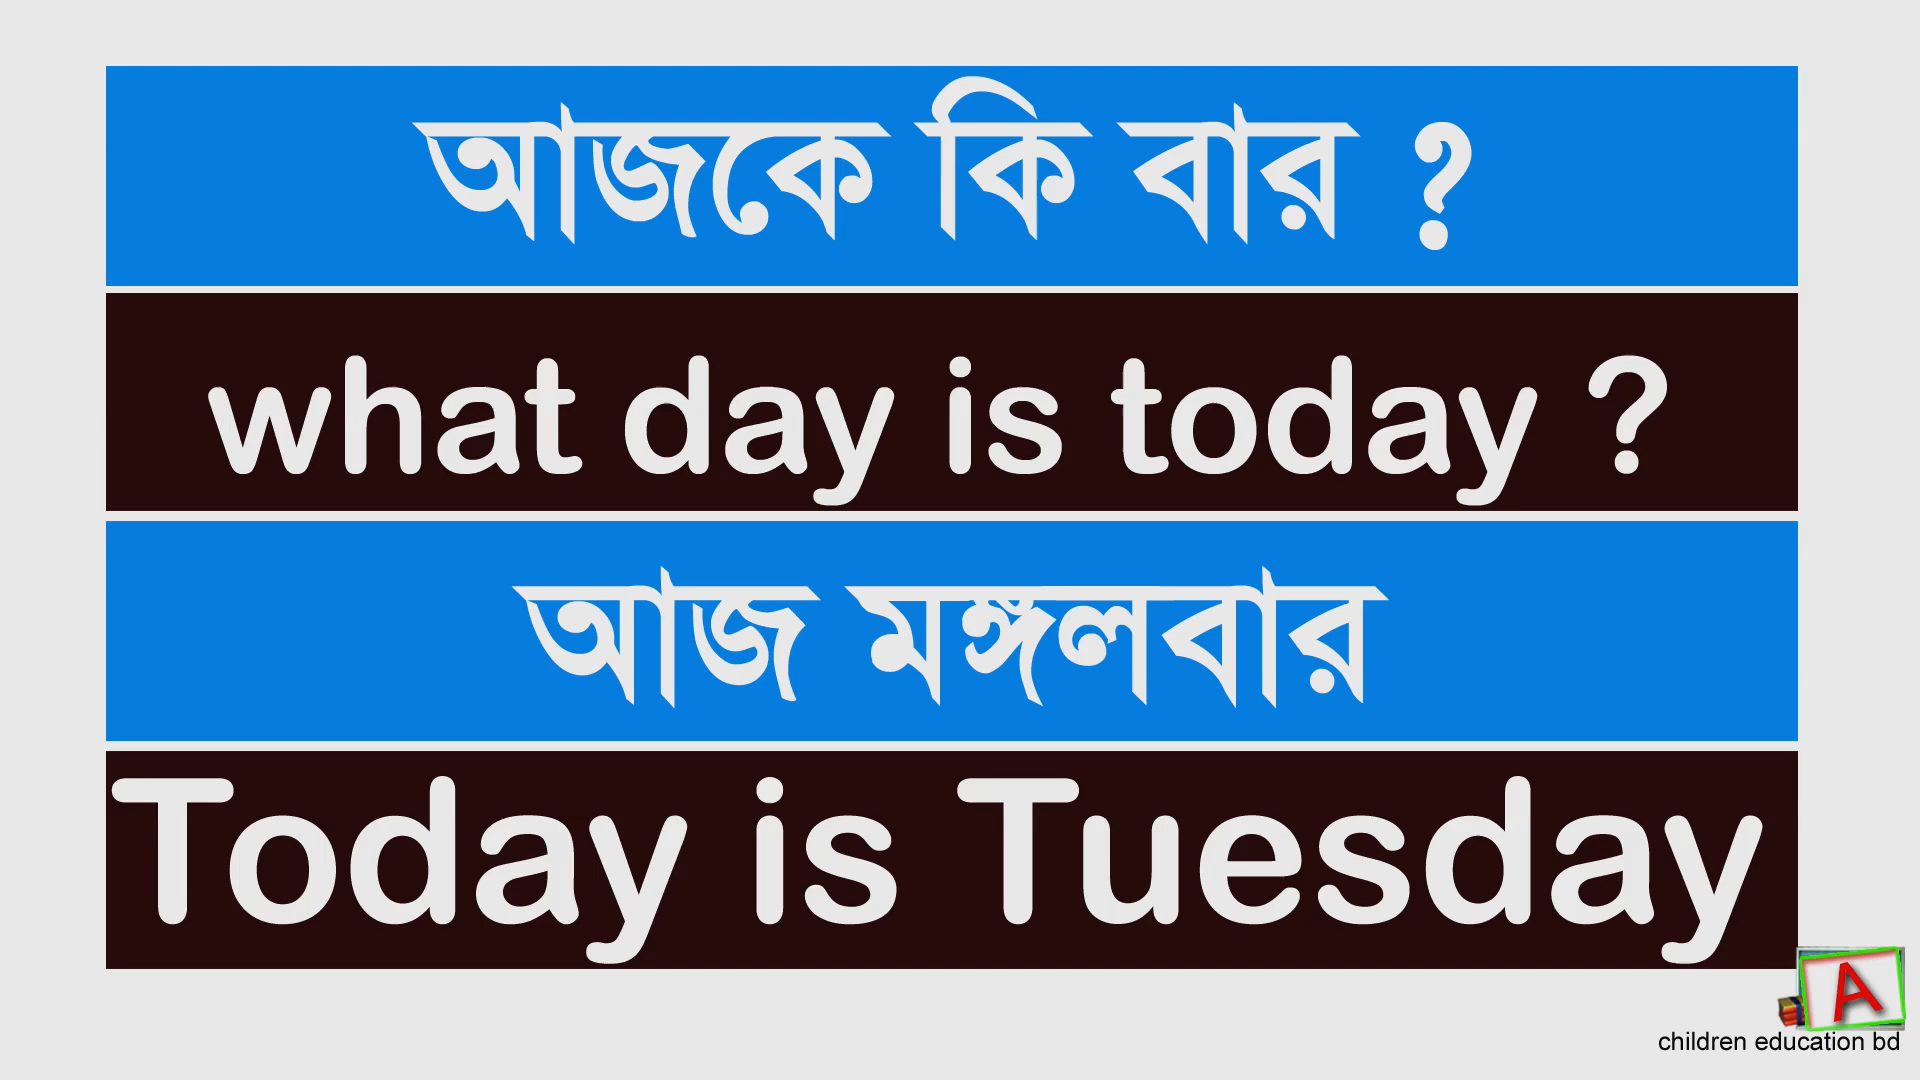 আজকে কি বার ?
what day is today ?
আজ মঙ্গলবার
Today is Tuesday
A
children education bd